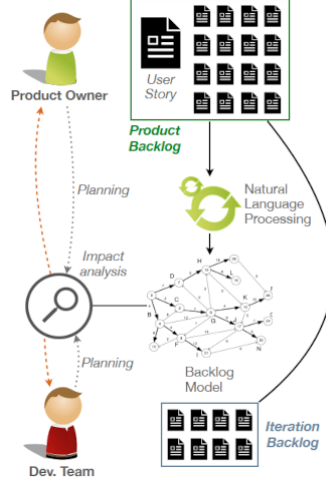 Product Owner
User
Story
Product
Backlog
Planning
Natural
Language
Processing
Impact
analysis
H
D
L
C
K
B
G
F
I
N
Backlog
Model
Planning
Iteration
Backlog
Dev. Team